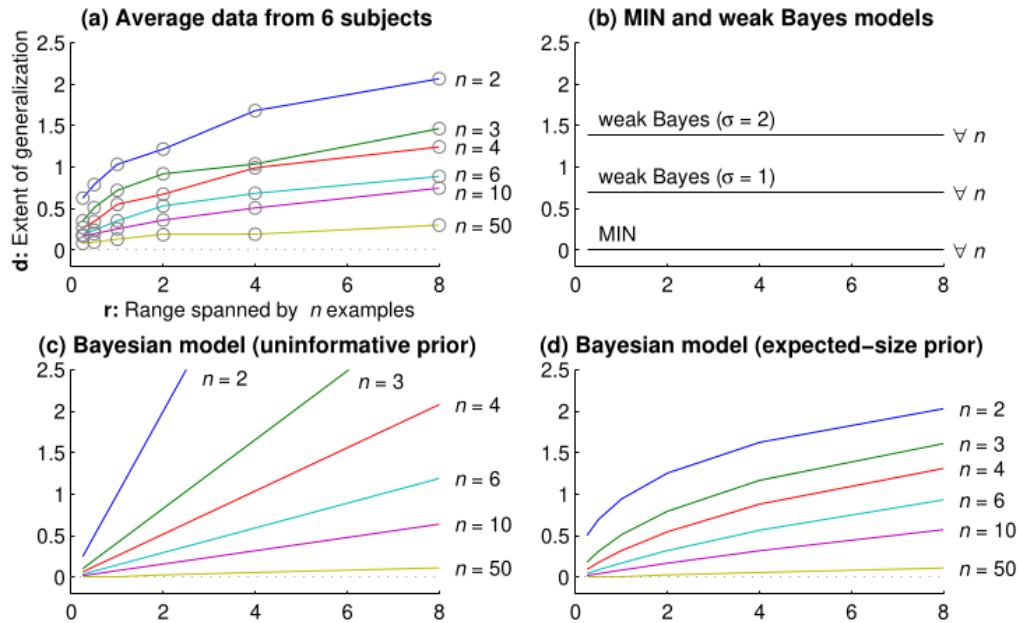 (a) Average data from 6 subjects
2.5
2
1.5
1
0.5
0
d: Extent of generalization
n = 2
n = 3
n = 4
n = 6
n = 10
n = 50
0 2 4 6 8
r: Range spanned by n examples
(b) MIN and weak Bayes models
2.5
2
1.5
1
0.5
0
weak Bayes (σ = 2)
∀ n
weak Bayes (σ = 1)
∀ n
MIN
∀ n
0 2 4 6 8
(c) Bayesian model (uninformative prior)
2.5
2
1.5
1
0.5
0
n = 2
n = 3
n = 4
n = 6
n = 10
n = 50
0 2 4 6 8
(d) Bayesian model (expected−size prior)
2.5
2
1.5
1
0.5
0
n = 2
n = 3
n = 4
n = 6
n = 10
n = 50
0 2 4 6 8